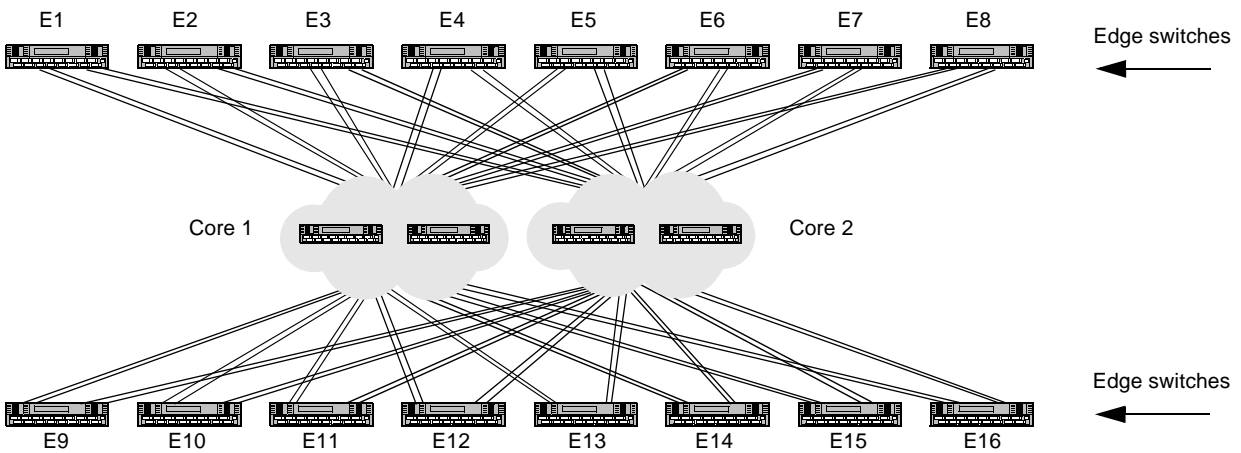 E1 E2 E3 E4 E5 E6 E7 E8
Edge switches
Core 1
Core 2
Edge switches
E9 E10 E11 E12 E13 E14 E15 E16